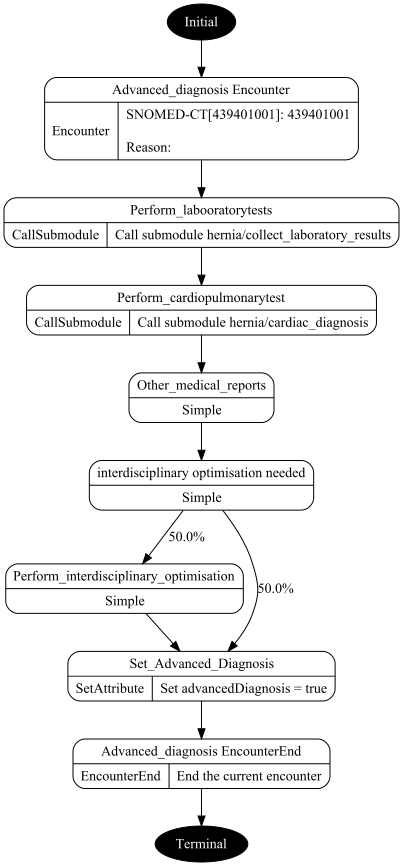 Initial
Advanced_diagnosis Encounter
Encounter
SNOMED-CT[439401001]: 439401001
Reason:
Perform_labooratorytests
CallSubmodule
Call submodule hernia/collect_laboratory_results
Perform_cardiopulmonarytest
CallSubmodule
Call submodule hernia/cardiac_diagnosis
Other_medical_reports
Simple
interdisciplinary optimisation needed
Simple
50.0%
Perform_interdisciplinary_optimisation
Simple
50.0%
Set_Advanced_Diagnosis
SetAttribute
Set advancedDiagnosis = true
Advanced_diagnosis EncounterEnd
EncounterEnd
End the current encounter
Terminal